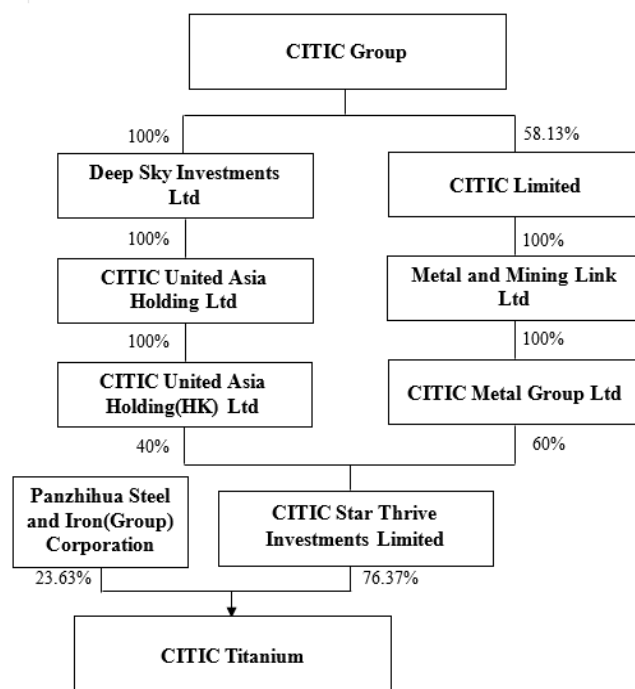 CITIC Group
100%
58.13%
Deep Sky Investments
Ltd
CITIC Limited
100%
100%
CITIC United Asia
Holding Ltd
Metal and Mining Link
Ltd
100%
100%
CITIC United Asia
Holding(HK) Ltd
CITIC Metal Group Ltd
40%
60%
Panzhihua Steel
and Iron(Group)
Corporation
CITIC Star Thrive
Investments Limited
23.63%
76.37%
CITIC Titanium